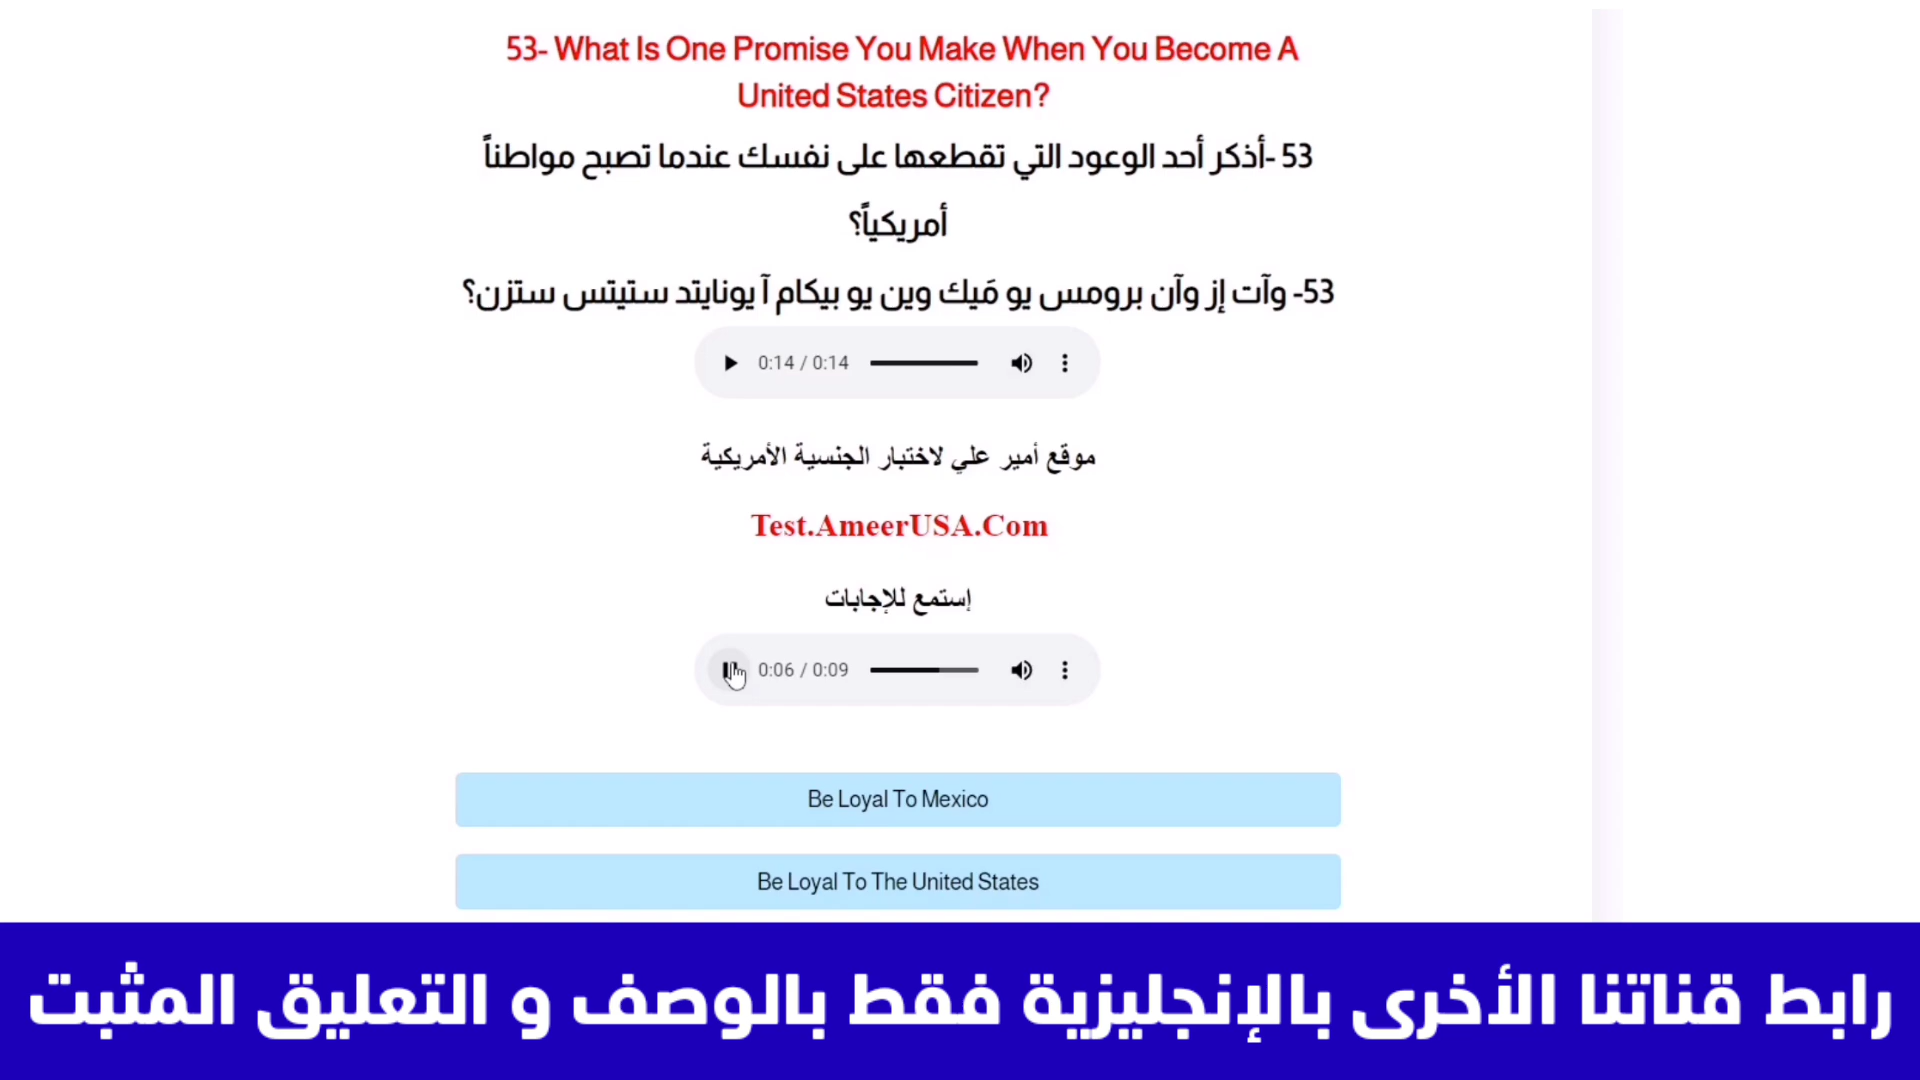 53- What Is One Promise You Make When You Become A
United States Citizen?
53 -أذكر أحد الوعود التي تقطعها على نفسك عندما تصبح مواطناً
أمريكياً؟
53- وآت إز وآن برومس يو مَيك وين يو بيكام آ يونايتد ستيتس ستزن؟
0:14 / 0:14
موقع أمير علي لاختبار الجنسية الأمريكية
Test.AmeerUSA.Com
إستمع للإجابات
0:06 / 0:09
Be Loyal To Mexico
Be Loyal To The United States
رابط قناتنا الأخرى بالإنجليزية فقط بالوصف و التعليق المثبت